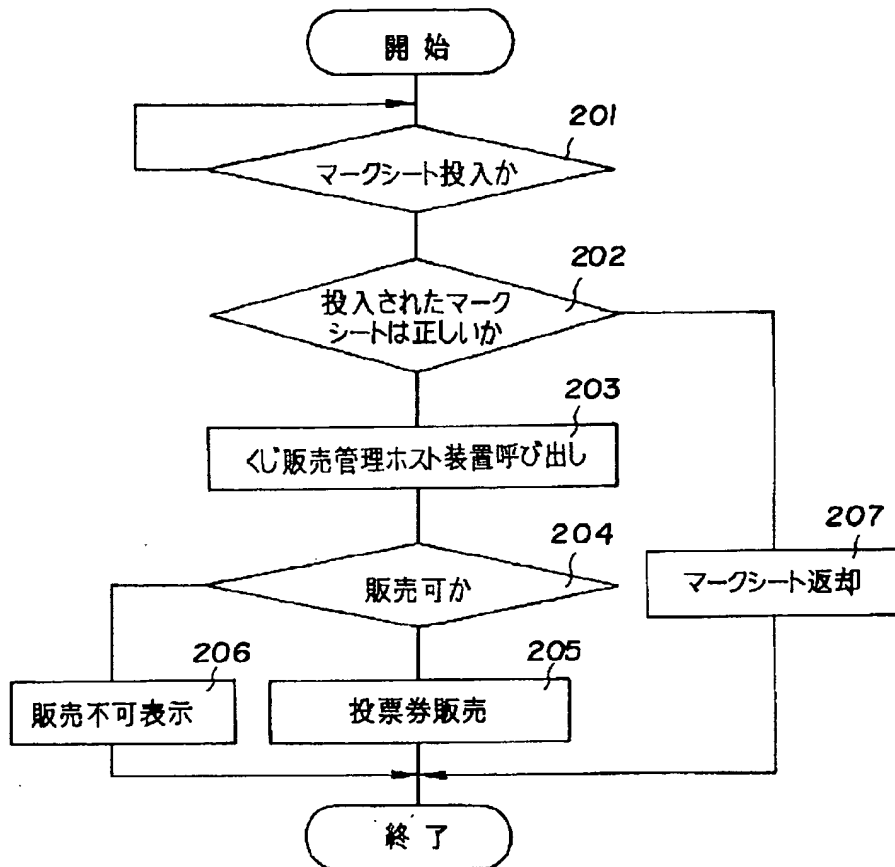 開始
201
マークシート投入か
202
投入されたマーク
シートは正しいか
203
くじ販売管理ホスト装置呼び出し
204
販売可か
207
マークシート返却
206
販売不可表示
205
投票券販売
終了